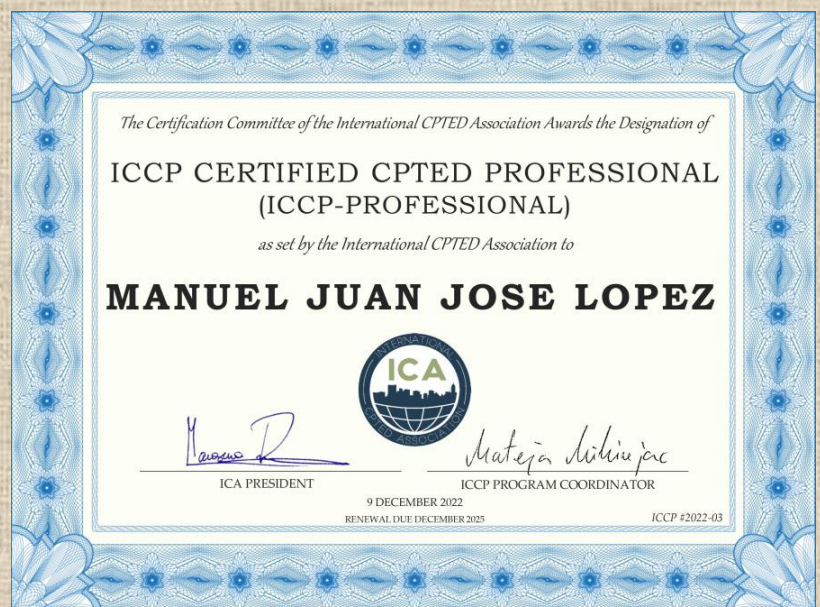 The Certification Committee of the International CPTED Association Awards the Designation of
ICCP CERTIFIED CPTED PROFESSIONAL
(ICCP-PROFESSIONAL)
as set by the International CPTED Association to
MANUEL JUAN JOSE LOPEZ
INTERNATIONAL
ICA
CPTED ASSOCIATION
Mateja Mihinjac
ICA PRESIDENT
ICCP PROGRAM COORDINATOR
9 DECEMBER 2022
RENEWAL DUE DECEMBER 2025
ICCP #2022-03